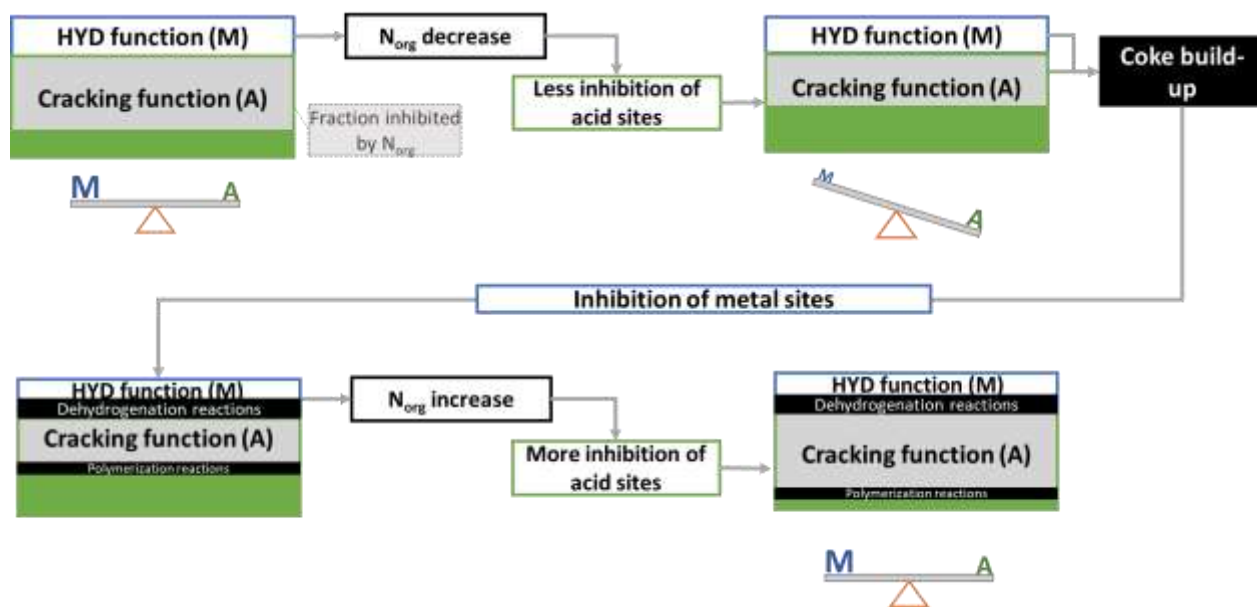 HYD function (M)
Cracking function (A)
Fraction inhibited
by Norg
M
A
Norg decrease
Less inhibition of
acid sites
HYD function (M)
Cracking function (A)
M
A
Coke build-
up
Inhibition of metal sites
HYD function (M)
Dehydrogenation reactions
Cracking function (A)
Polymerization reactions
Norg increase
More inhibition of
acid sites
HYD function (M)
Dehydrogenation reactions
Cracking function (A)
Polymerization reactions
M
A